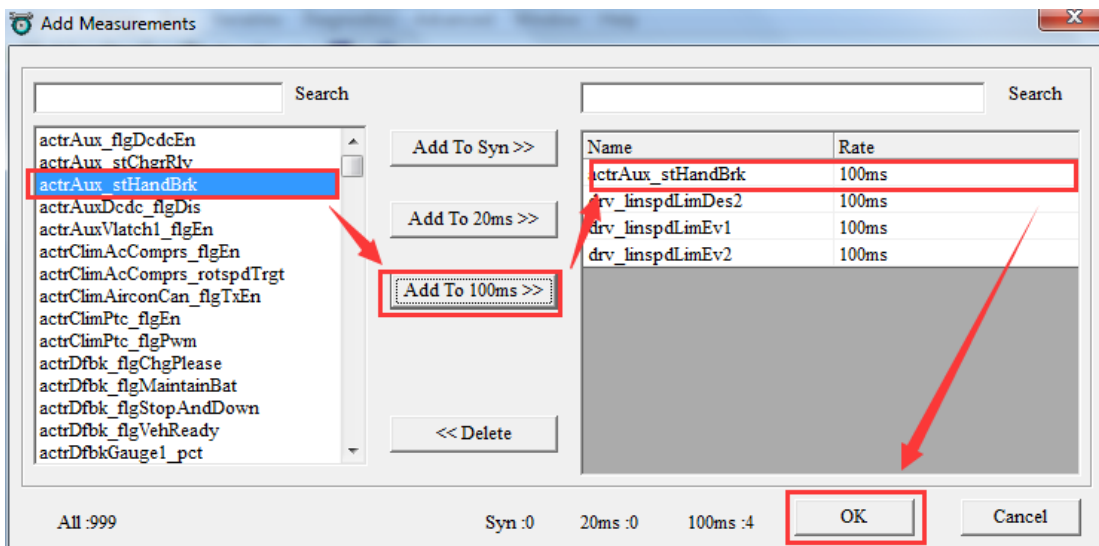 Add Measurements
Search
Search
actrAux_flgDcdcEn
actrAux_stChgrRly
actrAux_stHandBrk
actrAuxDcdc_flgDis
actrAuxVlatch1_flgEn
actrClimAcComprs_flgEn
actrClimAcComprs_rotspdTrgt
actrClimAirconCan_flgTxEn
actrClimPtc_flgEn
actrClimPtc_flgPwm
actrDfbk_flgChgPlease
actrDfbk_flgMaintainBat
actrDfbk_flgStopAndDown
actrDfbk_flgVehReady
actrDfbkGauge1_pct
Add To Syn >>
Add To 20ms >>
Add To 100ms >>
<< Delete
Name Rate
actrAux_stHandBrk 100ms
drv_linspdLimDes2 100ms
drv_linspdLimEv1 100ms
drv_linspdLimEv2 100ms
All :999 Syn :0 20ms :0 100ms :4 OK Cancel